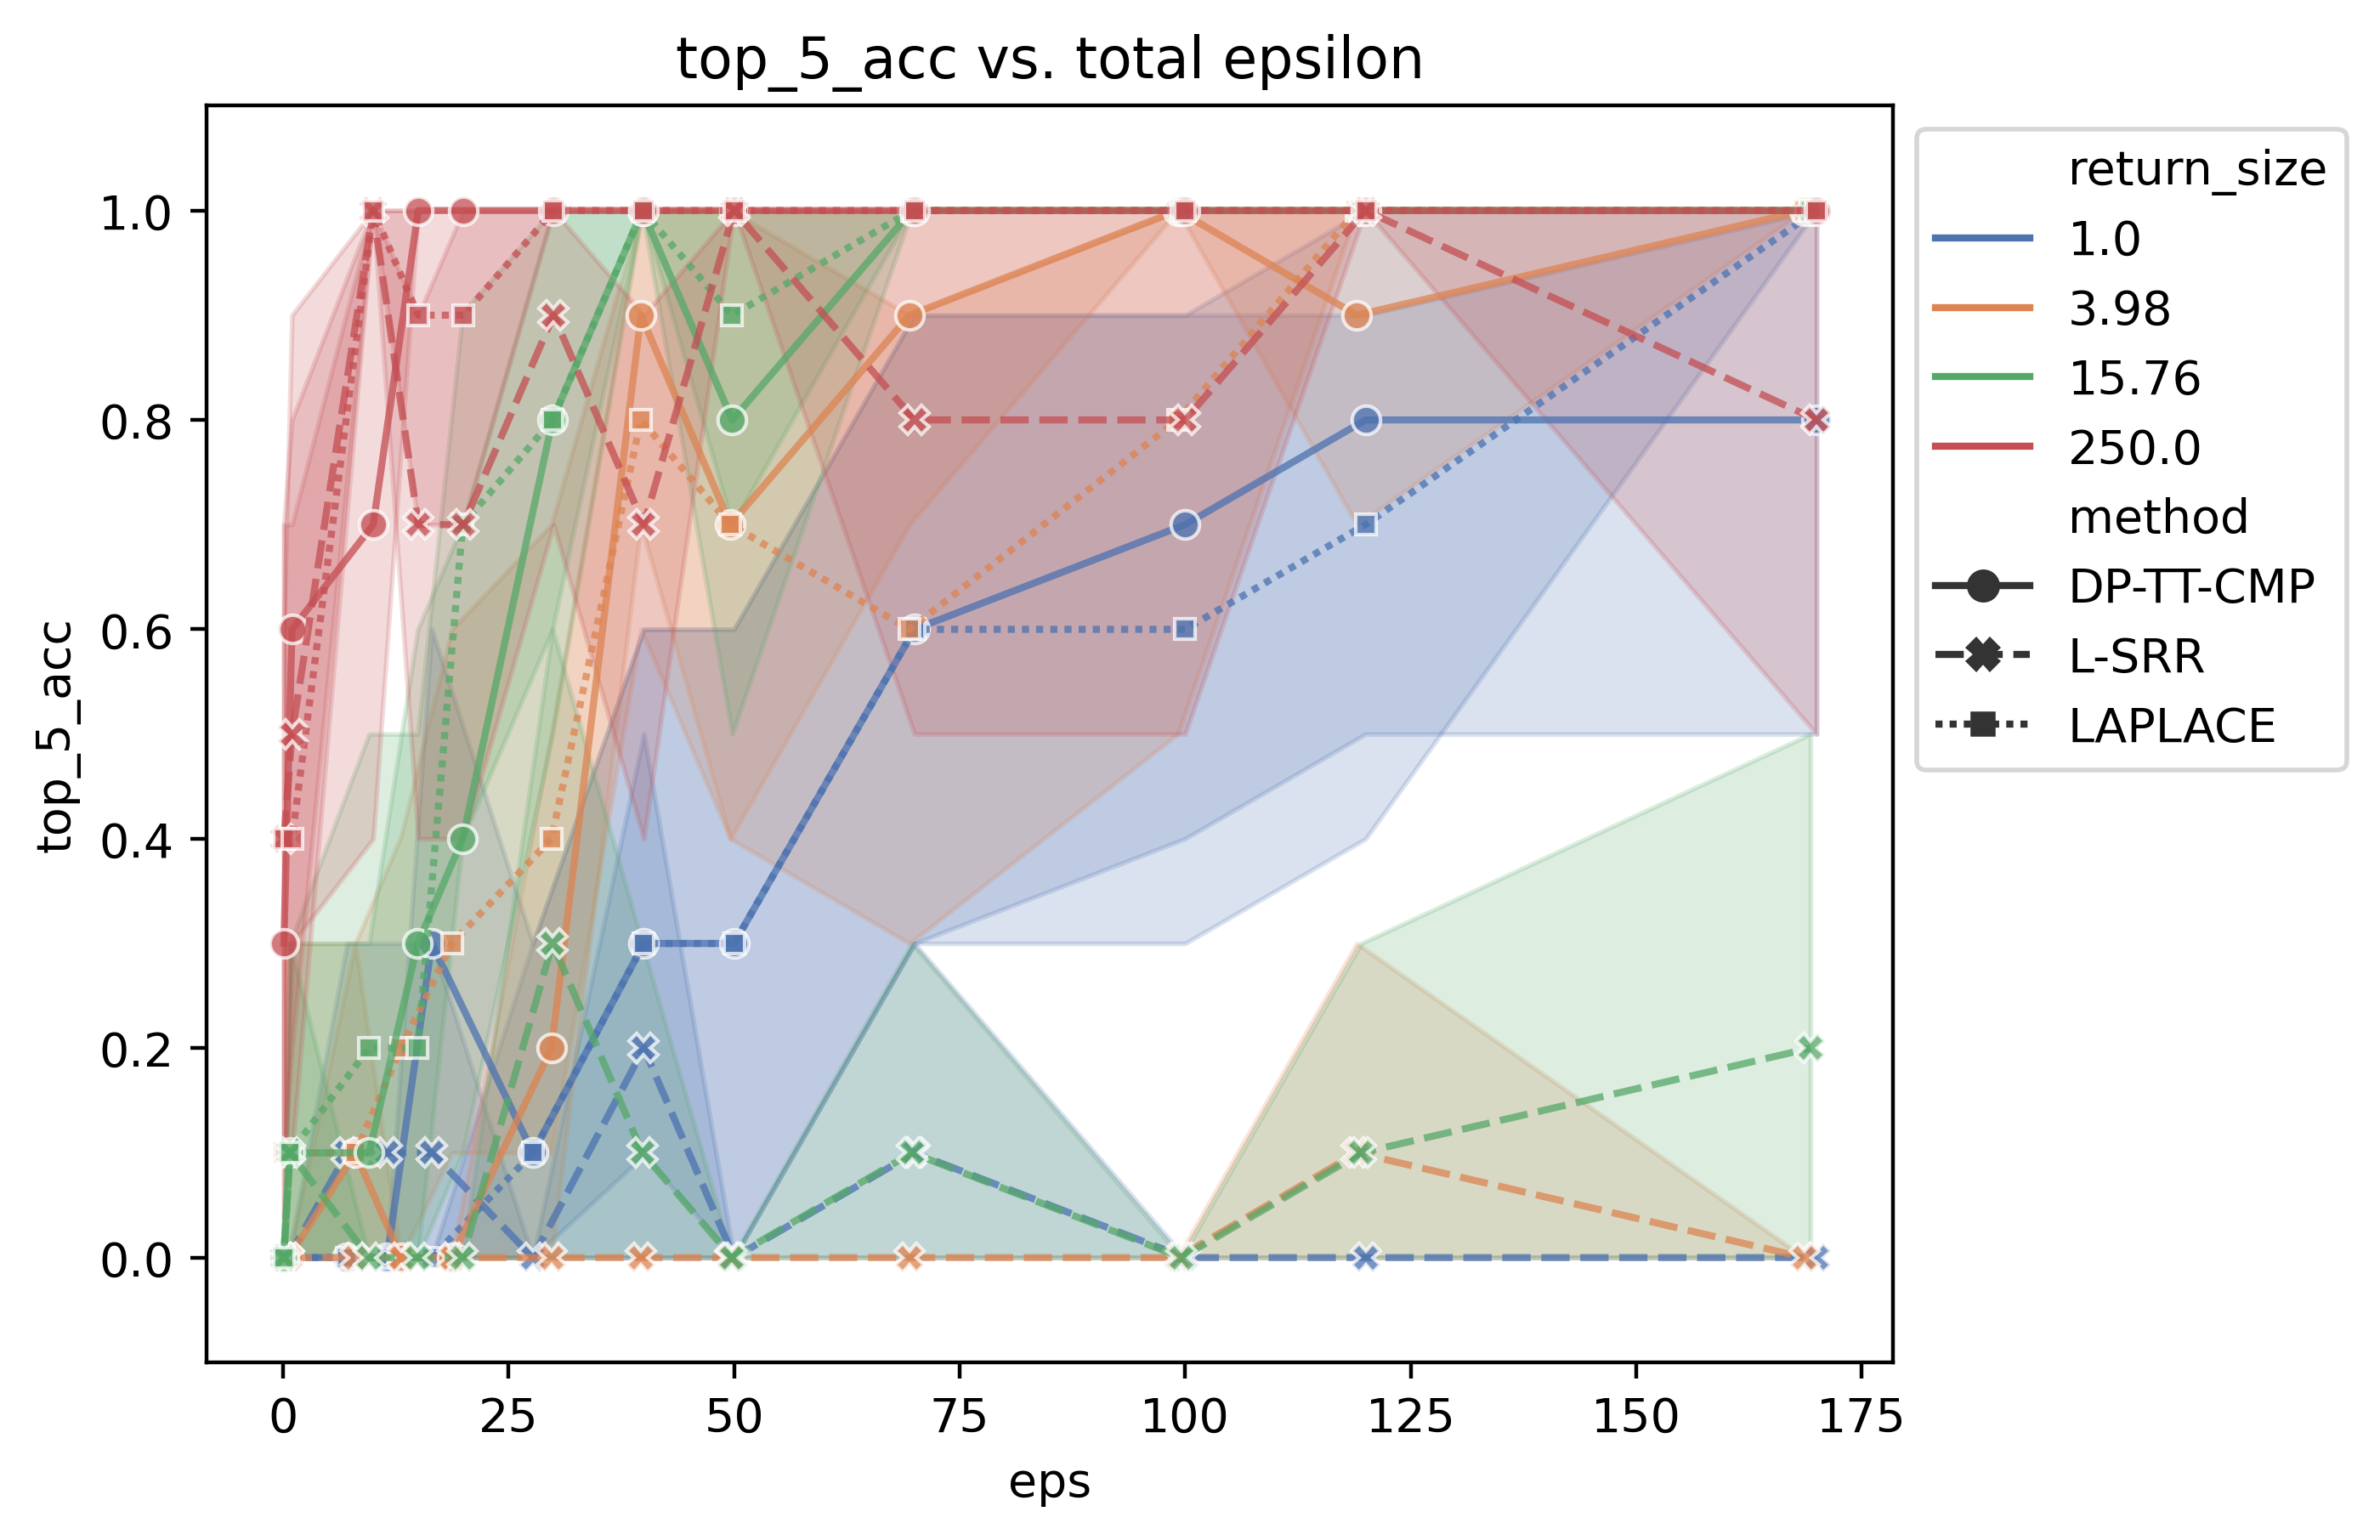 top_5_acc vs. total epsilon
top_5_acc
1.0
0.8
0.6
0.4
0.2
0.0
0 25 50 75 100 125 150 175
eps
return_size
1.0
3.98
15.76
250.0
method
DP-TT-CMP
L-SRR
LAPLACE